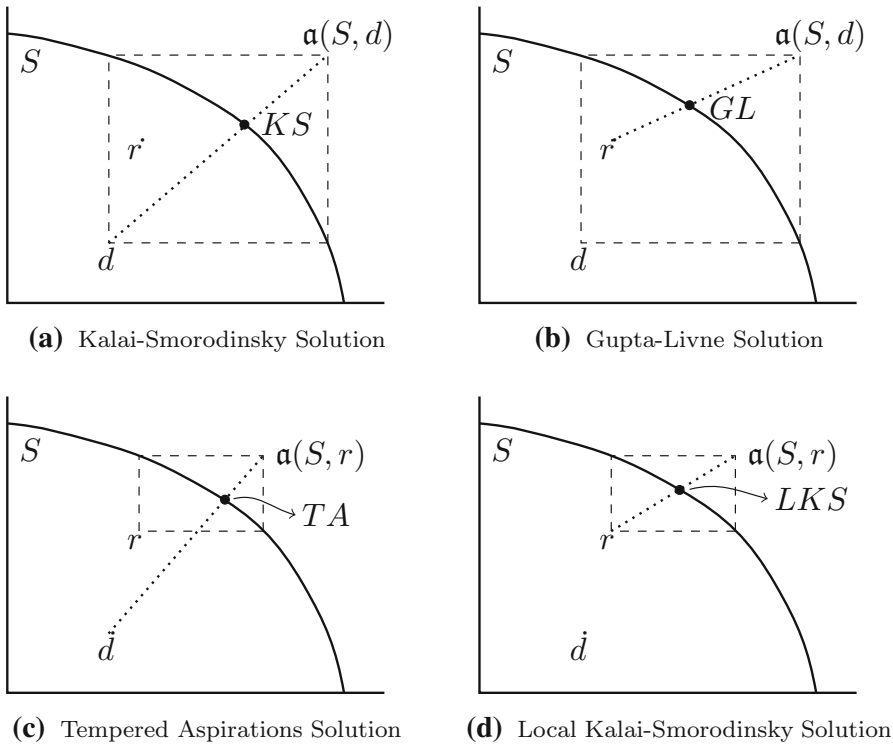 𝔞(S, d)
S
KS
r
d
(a) Kalai-Smorodinsky Solution
𝔞(S, d)
S
GL
r
d
(b) Gupta-Livne Solution
S
𝔞(S, r)
TA
r
d
(c) Tempered Aspirations Solution
S
𝔞(S, r)
LKS
r
d
(d) Local Kalai-Smorodinsky Solution